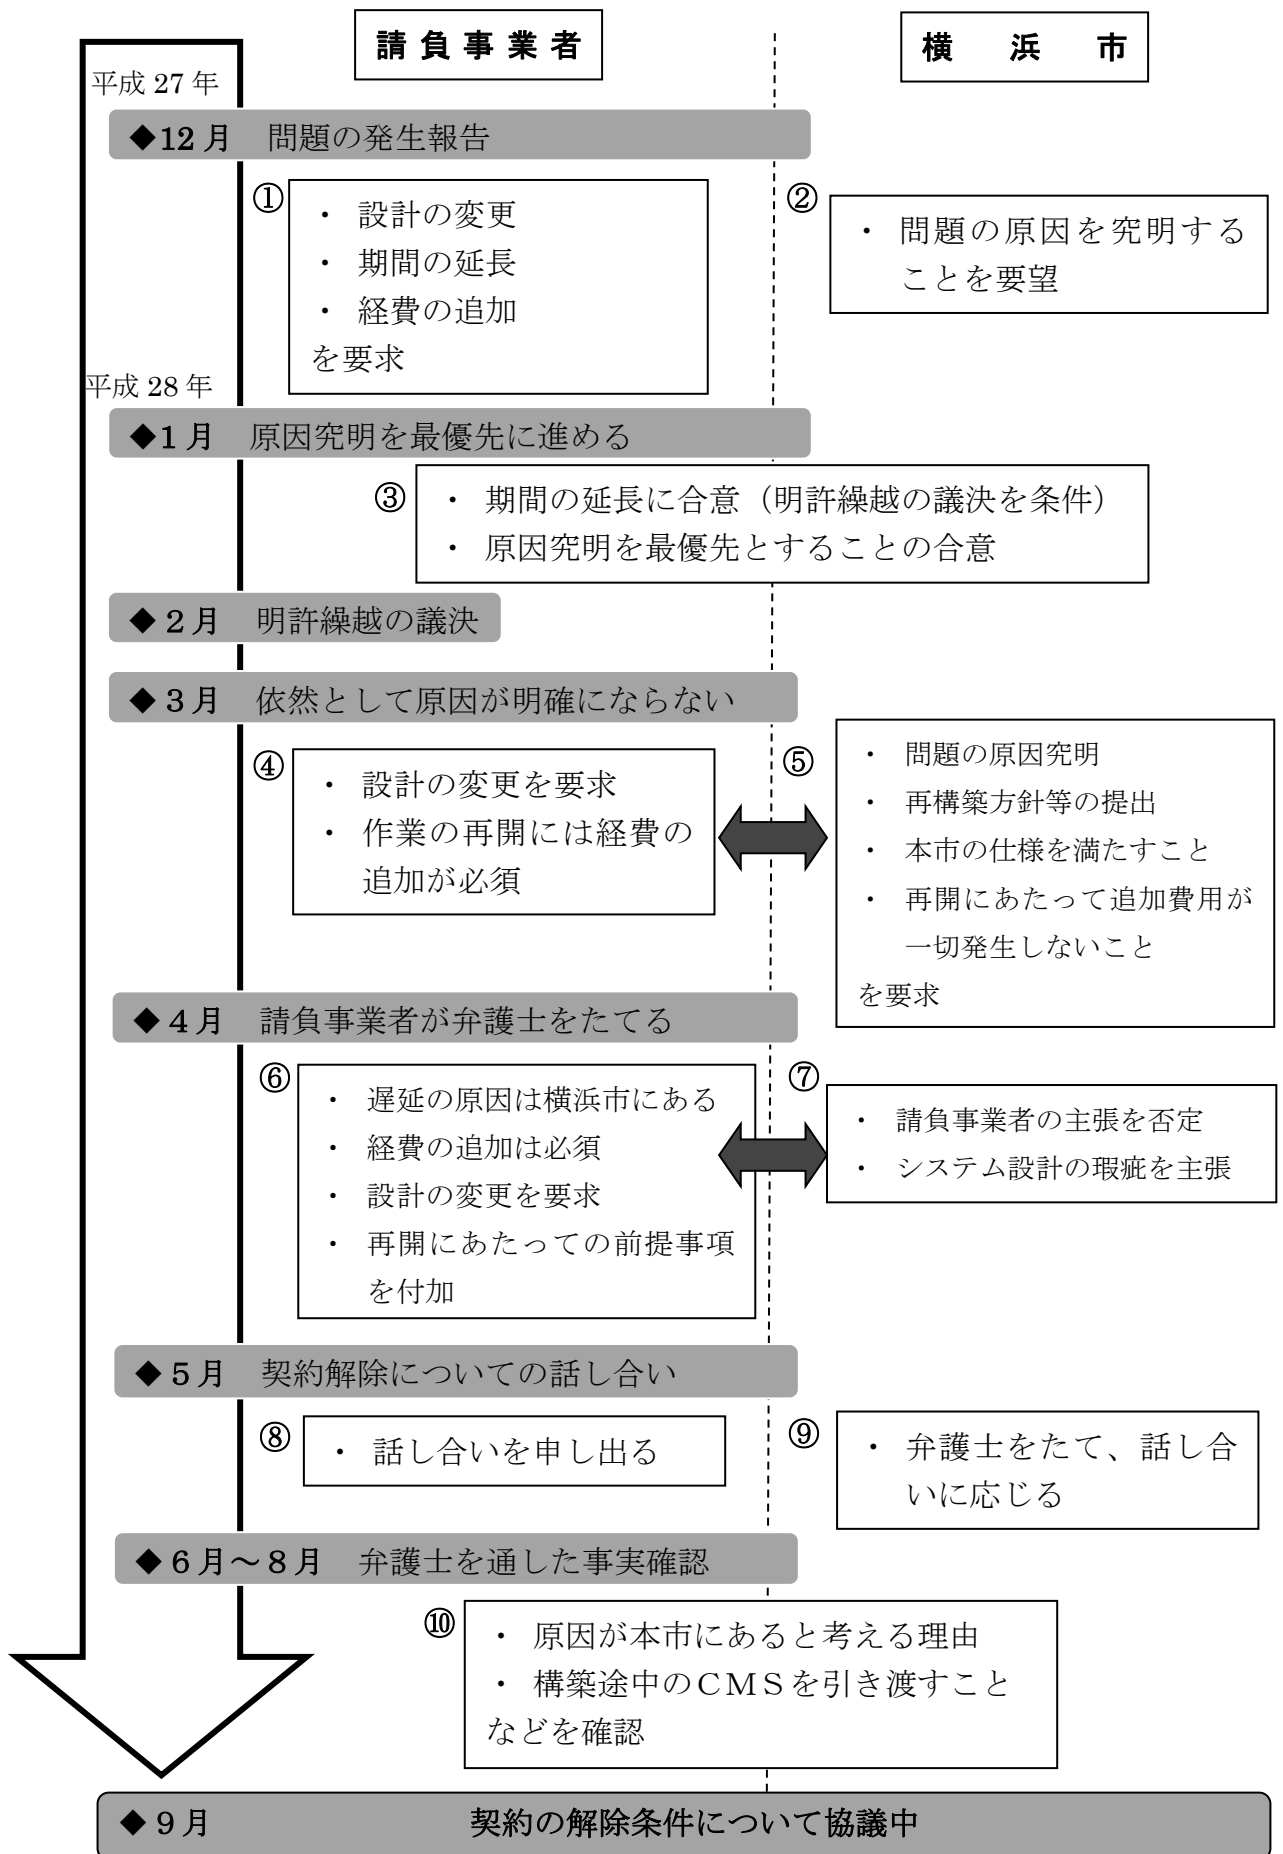 請負事業者
横浜市
平成 27 年
◆12 月　問題の発生報告
①
・ 設計の変更
・ 期間の延長
・ 経費の追加
を要求
②
・ 問題の原因を究明する
ことを要望
平成 28 年
◆1 月　原因究明を最優先に進める
③
・ 期間の延長に合意（明許繰越の議決を条件）
・ 原因究明を最優先とすることの合意
◆２月　明許繰越の議決
◆３月　依然として原因が明確にならない
④
・ 設計の変更を要求
・ 作業の再開には経費の
追加が必須
⑤
・ 問題の原因究明
・ 再構築方針等の提出
・ 本市の仕様を満たすこと
・ 再開にあたって追加費用が
一切発生しないこと
を要求
◆４月　請負事業者が弁護士をたてる
⑥
・ 遅延の原因は横浜市にある
・ 経費の追加は必須
・ 設計の変更を要求
・ 再開にあたっての前提事項
を付加
⑦
・ 請負事業者の主張を否定
・ システム設計の瑕疵を主張
◆５月　契約解除についての話し合い
⑧
・ 話し合いを申し出る
⑨
・ 弁護士をたて、話し合
いに応じる
◆６月～８月　弁護士を通した事実確認
⑩
・ 原因が本市にあると考える理由
・ 構築途中のＣＭＳを引き渡すこと
などを確認
◆９月　契約の解除条件について協議中